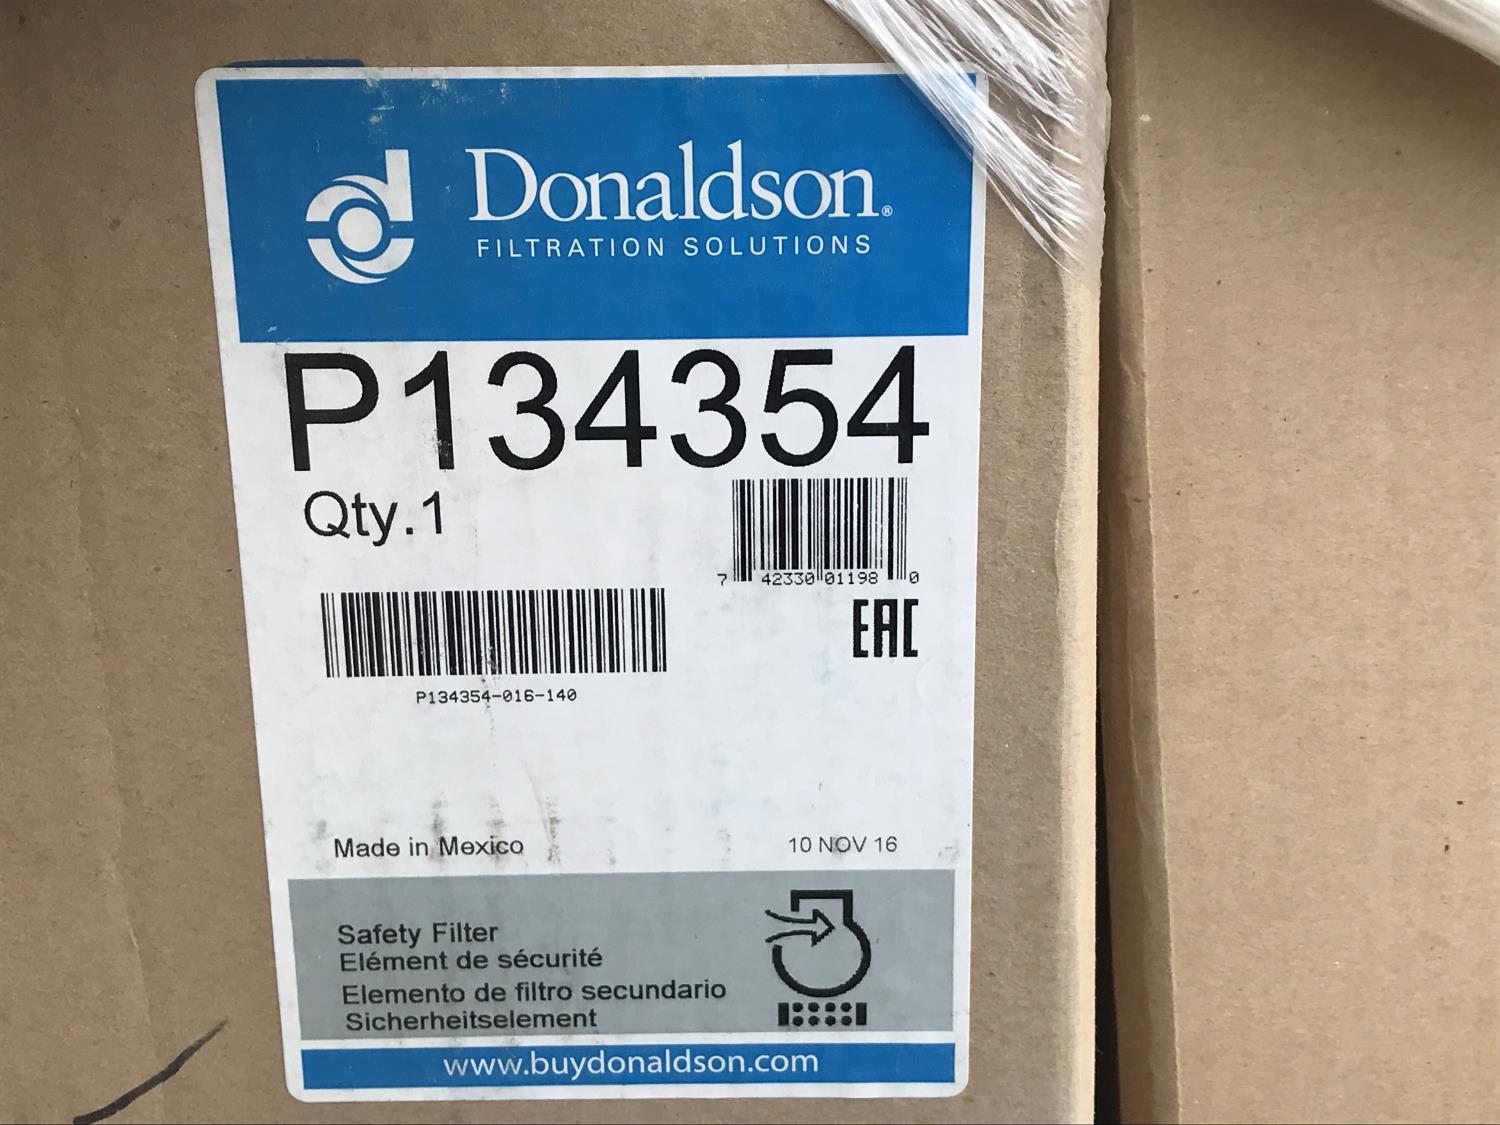 Donaldson®
FILTRATION SOLUTIONS
P134354
Qty.1
7 42330 01198 0
EAC
P134354-016-140
Made in Mexico
10 NOV 16
Safety Filter
Elément de sécurité
Elemento de filtro secundario
Sicherheitselement
www.buydonaldson.com